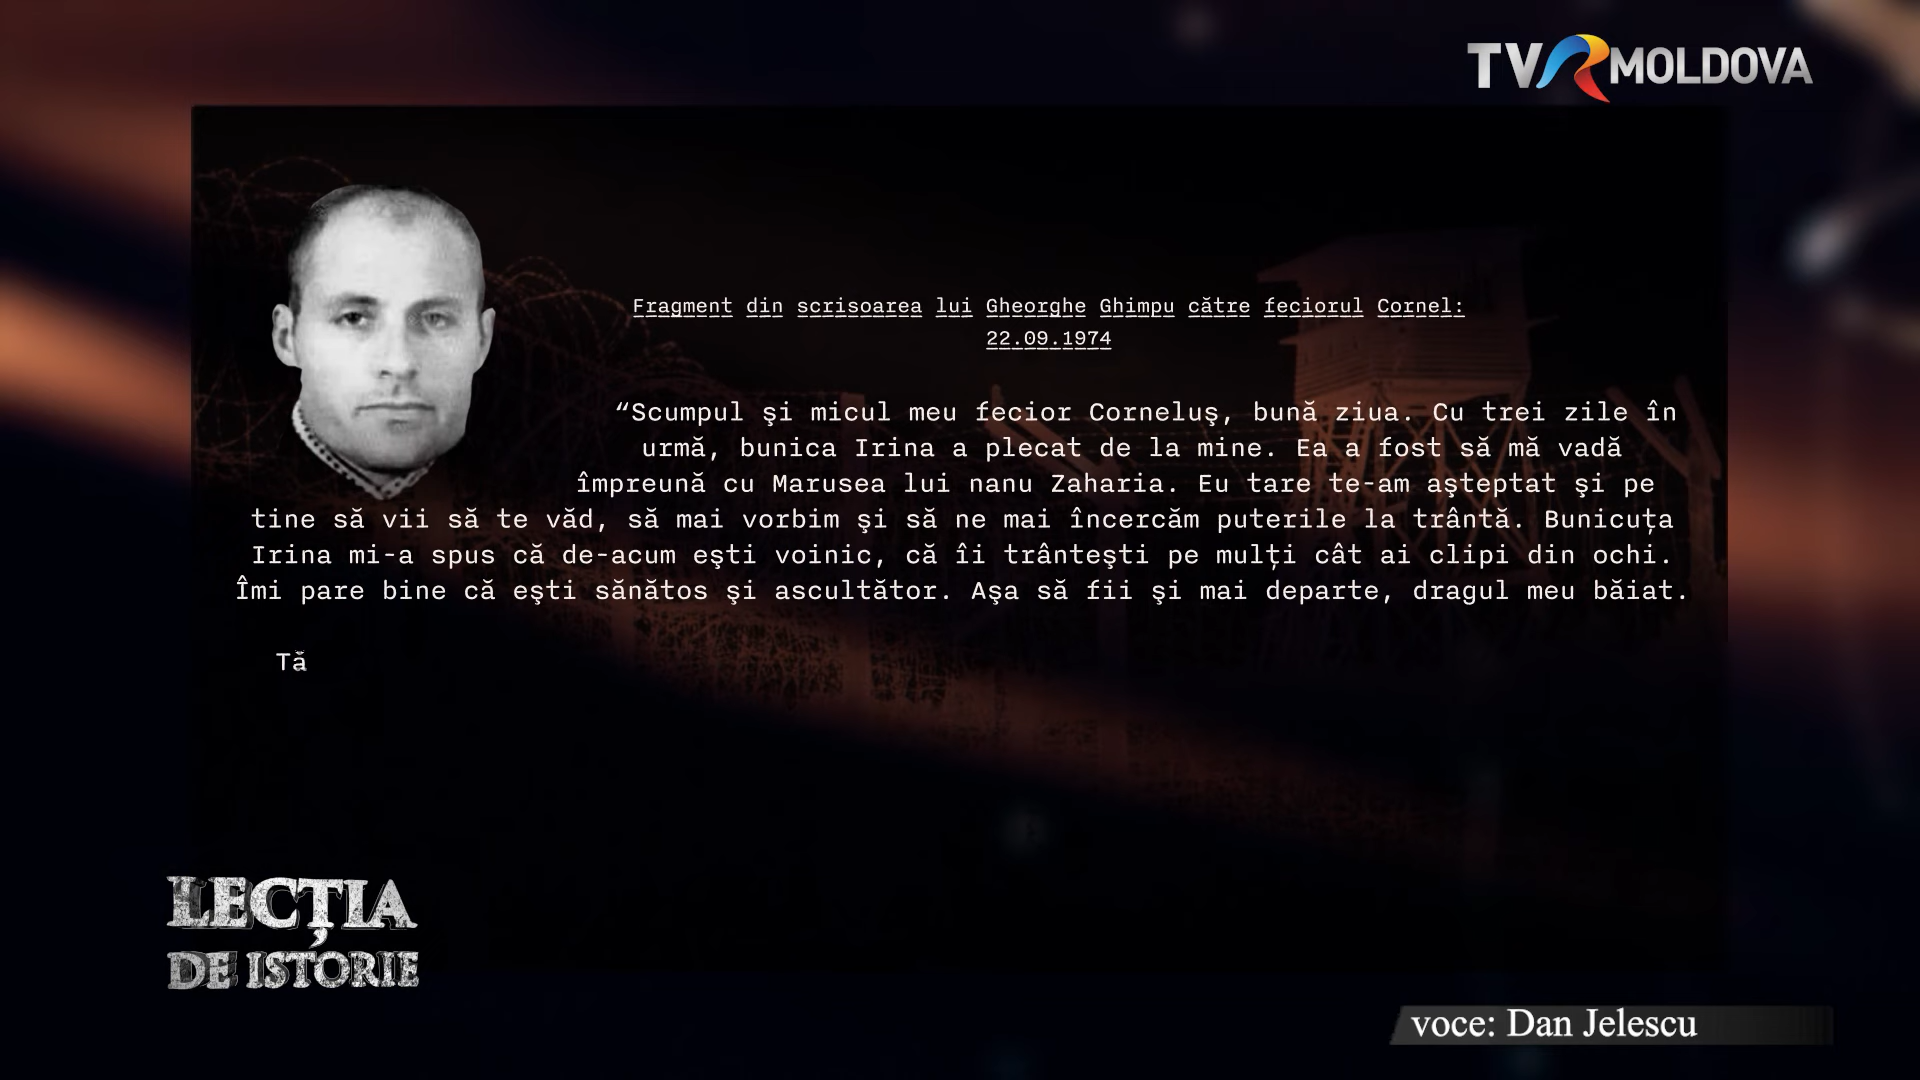 TVR MOLDOVA
Fragment din scrisoarea lui Gheorghe Ghimpu către feciorul Cornel:
22.09.1974
“Scumpul şi micul meu fecior Corneluş, bună ziua. Cu trei zile în
urmă, bunica Irina a plecat de la mine. Ea a fost să mă vadă
împreună cu Marusea lui nanu Zaharia. Eu tare te-am aşteptat şi pe
tine să vii să te văd, să mai vorbim şi să ne mai încercăm puterile la trântă. Bunicuța
Irina mi-a spus că de-acum eşti voinic, că îi trânteşti pe mulți cât ai clipi din ochi.
Îmi pare bine că eşti sănătos şi ascultător. Aşa să fii şi mai departe, dragul meu băiat.
Tă
LECȚIA
DE ISTORIE
voce: Dan Jelescu